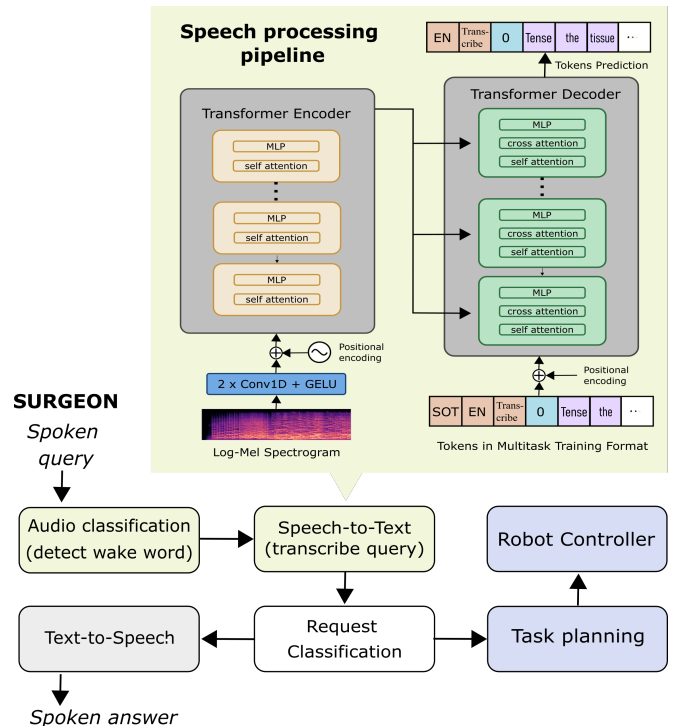 Speech processing
pipeline
EN
Trans-
cribe
0
Tense
the
tissue
..
Tokens Prediction
Transformer Encoder
MLP
self attention
MLP
self attention
MLP
self attention
Transformer Decoder
MLP
cross attention
self attention
MLP
cross attention
self attention
MLP
cross attention
self attention
Positional
encoding
2 x Conv1D + GELU
Log-Mel Spectrogram
Positional
encoding
SOT
EN
Trans-
cribe
0
Tense
the
..
Tokens in Multitask Training Format
SURGEON
Spoken
query
Audio classification
(detect wake word)
Speech-to-Text
(transcribe query)
Robot Controller
Text-to-Speech
Request
Classification
Task planning
Spoken answer